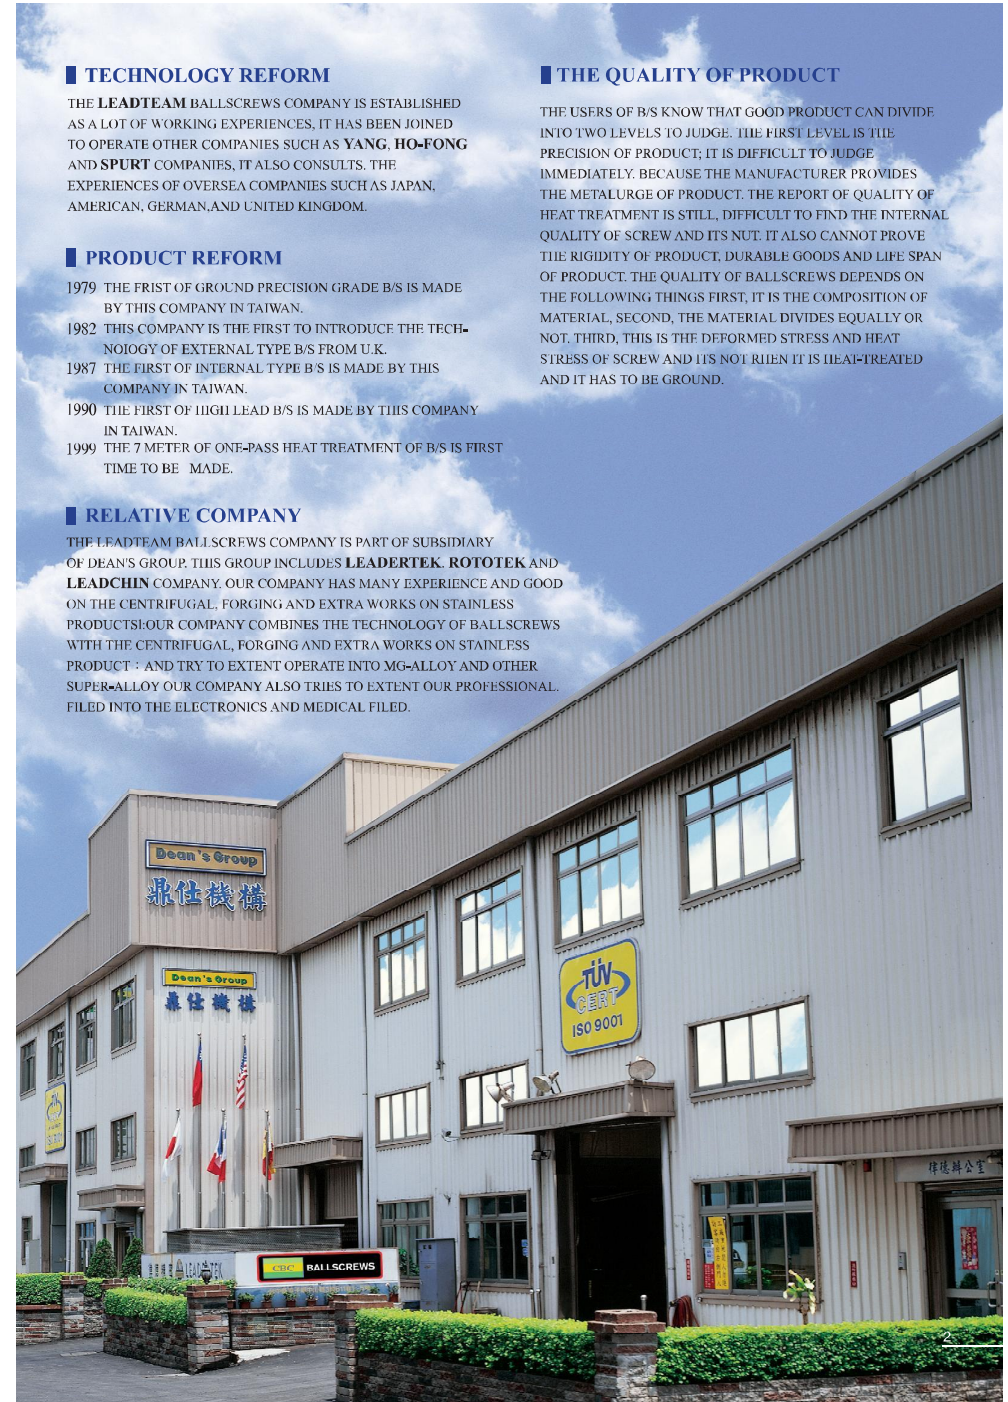 TECHNOLOGY REFORM
THE LEADTEAM BALLSCREWS COMPANY IS ESTABLISHED
AS A LOT OF WORKING EXPERIENCES, IT HAS BEEN JOINED
TO OPERATE OTHER COMPANIES SUCH AS YANG, HO-FONG
AND SPURT COMPANIES, IT ALSO CONSULTS. THE
EXPERIENCES OF OVERSEA COMPANIES SUCH AS JAPAN,
AMERICAN, GERMAN,AND UNITED KINGDOM.
PRODUCT REFORM
1979 THE FRIST OF GROUND PRECISION GRADE B/S IS MADE
BY THIS COMPANY IN TAIWAN.
1982 THIS COMPANY IS THE FIRST TO INTRODUCE THE TECH-
NOIOGY OF EXTERNAL TYPE B/S FROM U.K.
1987 THE FIRST OF INTERNAL TYPE B/S IS MADE BY THIS
COMPANY IN TAIWAN.
1990 THE FIRST OF HIGH LEAD B/S IS MADE BY THIS COMPANY
IN TAIWAN.
1999 THE 7 METER OF ONE-PASS HEAT TREATMENT OF B/S IS FIRST
TIME TO BE MADE.
RELATIVE COMPANY
THE LEADTEAM BALLSCREWS COMPANY IS PART OF SUBSIDIARY
OF DEAN'S GROUP. THIS GROUP INCLUDES LEADERTEK. ROTOTEK AND
LEADCHIN COMPANY. OUR COMPANY HAS MANY EXPERIENCE AND GOOD
ON THE CENTRIFUGAL, FORGING AND EXTRA WORKS ON STAINLESS
PRODUCTSI:OUR COMPANY COMBINES THE TECHNOLOGY OF BALLSCREWS
WITH THE CENTRIFUGAL, FORGING AND EXTRA WORKS ON STAINLESS
PRODUCT：AND TRY TO EXTENT OPERATE INTO MG-ALLOY AND OTHER
SUPER-ALLOY OUR COMPANY ALSO TRIES TO EXTENT OUR PROFESSIONAL.
FILED INTO THE ELECTRONICS AND MEDICAL FILED.
THE QUALITY OF PRODUCT
THE USERS OF B/S KNOW THAT GOOD PRODUCT CAN DIVIDE
INTO TWO LEVELS TO JUDGE. THE FIRST LEVEL IS THE
PRECISION OF PRODUCT; IT IS DIFFICULT TO JUDGE
IMMEDIATELY. BECAUSE THE MANUFACTURER PROVIDES
THE METALURGE OF PRODUCT. THE REPORT OF QUALITY OF
HEAT TREATMENT IS STILL, DIFFICULT TO FIND THE INTERNAL
QUALITY OF SCREW AND ITS NUT. IT ALSO CANNOT PROVE
THE RIGIDITY OF PRODUCT, DURABLE GOODS AND LIFE SPAN
OF PRODUCT. THE QUALITY OF BALLSCREWS DEPENDS ON
THE FOLLOWING THINGS FIRST, IT IS THE COMPOSITION OF
MATERIAL, SECOND, THE MATERIAL DIVIDES EQUALLY OR
NOT. THIRD, THIS IS THE DEFORMED STRESS AND HEAT
STRESS OF SCREW AND ITS NOT RHEN IT IS HEAT-TREATED
AND IT HAS TO BE GROUND.
Dean's Group
鼎仕機構
Dean's Group
鼎仕機構
TÜV
CERT
ISO 9001
TÜV
ISO 9001
CBC BALLSCREWS
2